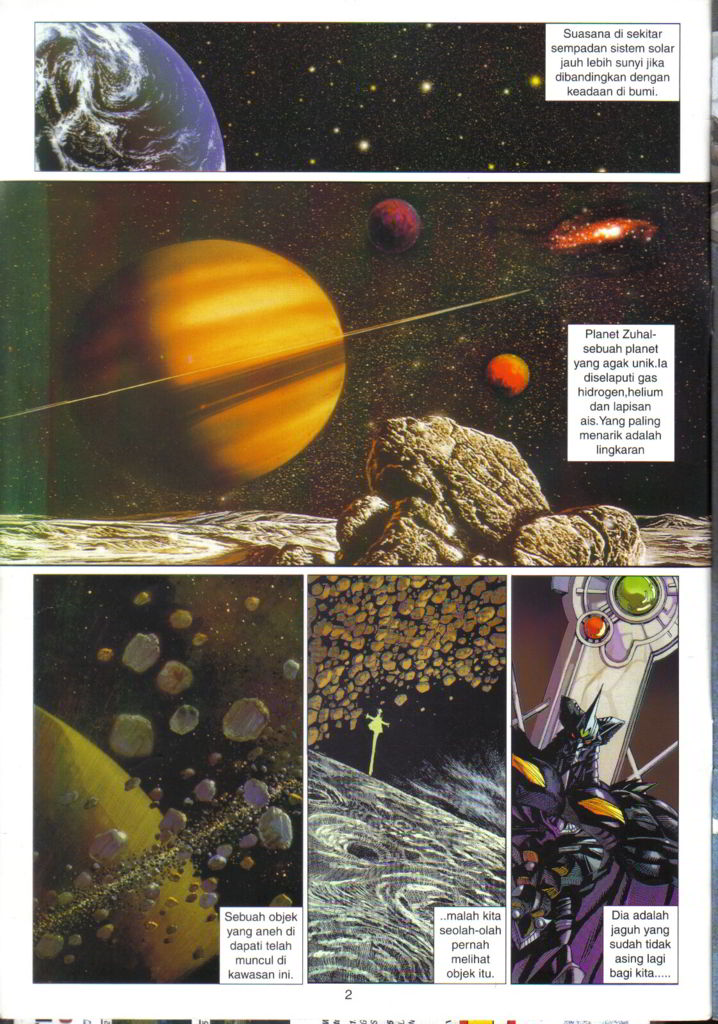 Suasana di sekitar
sempadan sistem solar
jauh lebih sunyi jika
dibandingkan dengan
keadaan di bumi.
Planet Zuhal-
sebuah planet
yang agak unik.Ia
diselaputi gas
hidrogen,helium
dan lapisan
ais.Yang paling
menarik adalah
lingkaran
Sebuah objek
yang aneh di
dapati telah
muncul di
kawasan ini.
..malah kita
seolah-olah
pernah
melihat
objek itu.
Dia adalah
jaguh yang
sudah tidak
asing lagi
bagi kita.....
2